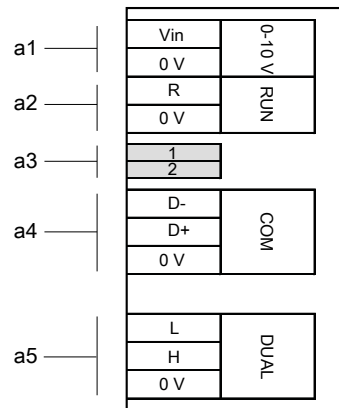 a1
Vin
0 V
0-10 V
a2
R
0 V
RUN
a3
1
2
a4
D-
D+
0 V
COM
a5
L
H
0 V
DUAL